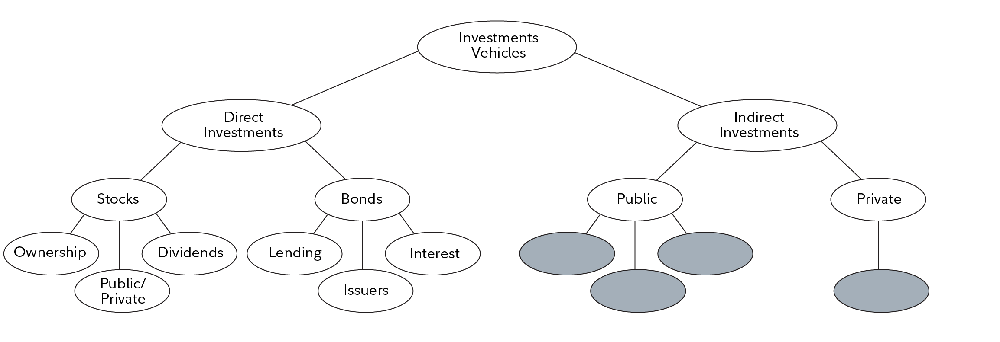 Investments
Vehicles
Direct
Investments
Indirect
Investments
Stocks
Bonds
Public
Private
Ownership
Dividends
Lending
Interest
Public/
Private
Issuers